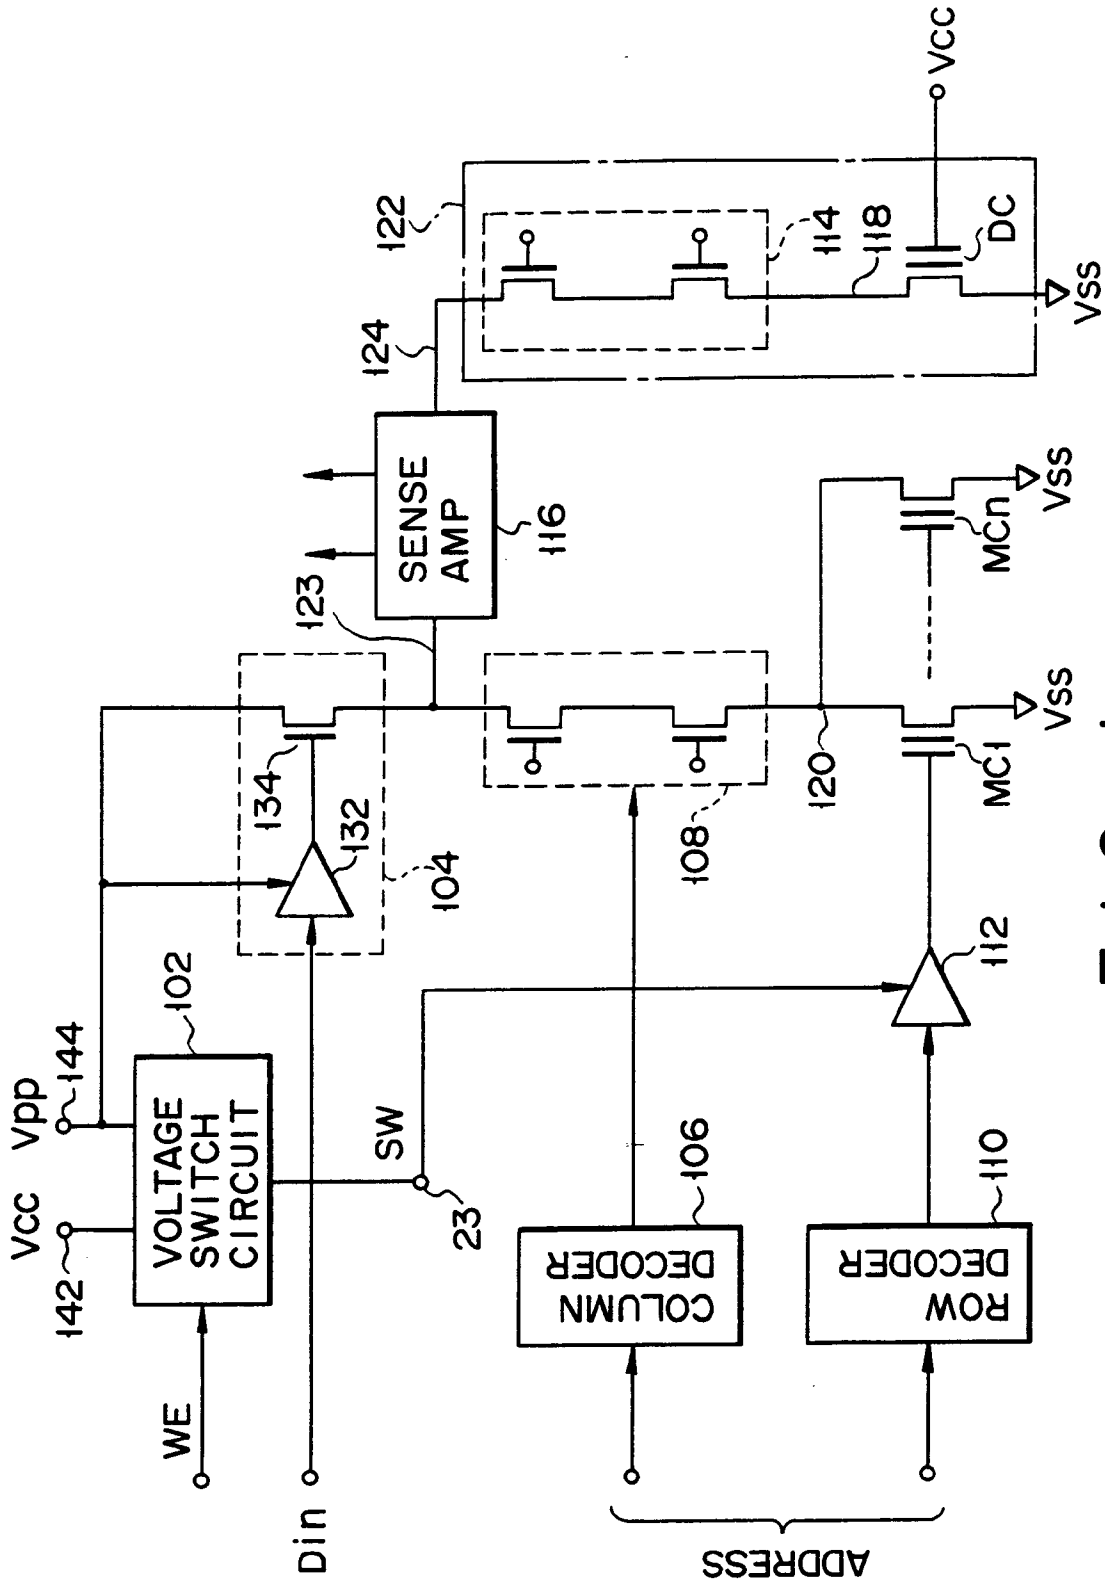 Vcc
Vpp
142
144
WE
VOLTAGE
SWITCH
CIRCUIT
102
Din
SW
23
134
132
104
123
SENSE
AMP
116
124
122
114
118
DC
VCC
Vss
ADDRESS
COLUMN
DECODER
106
108
120
ROW
DECODER
110
112
MC1
Vss
MCn
Vss